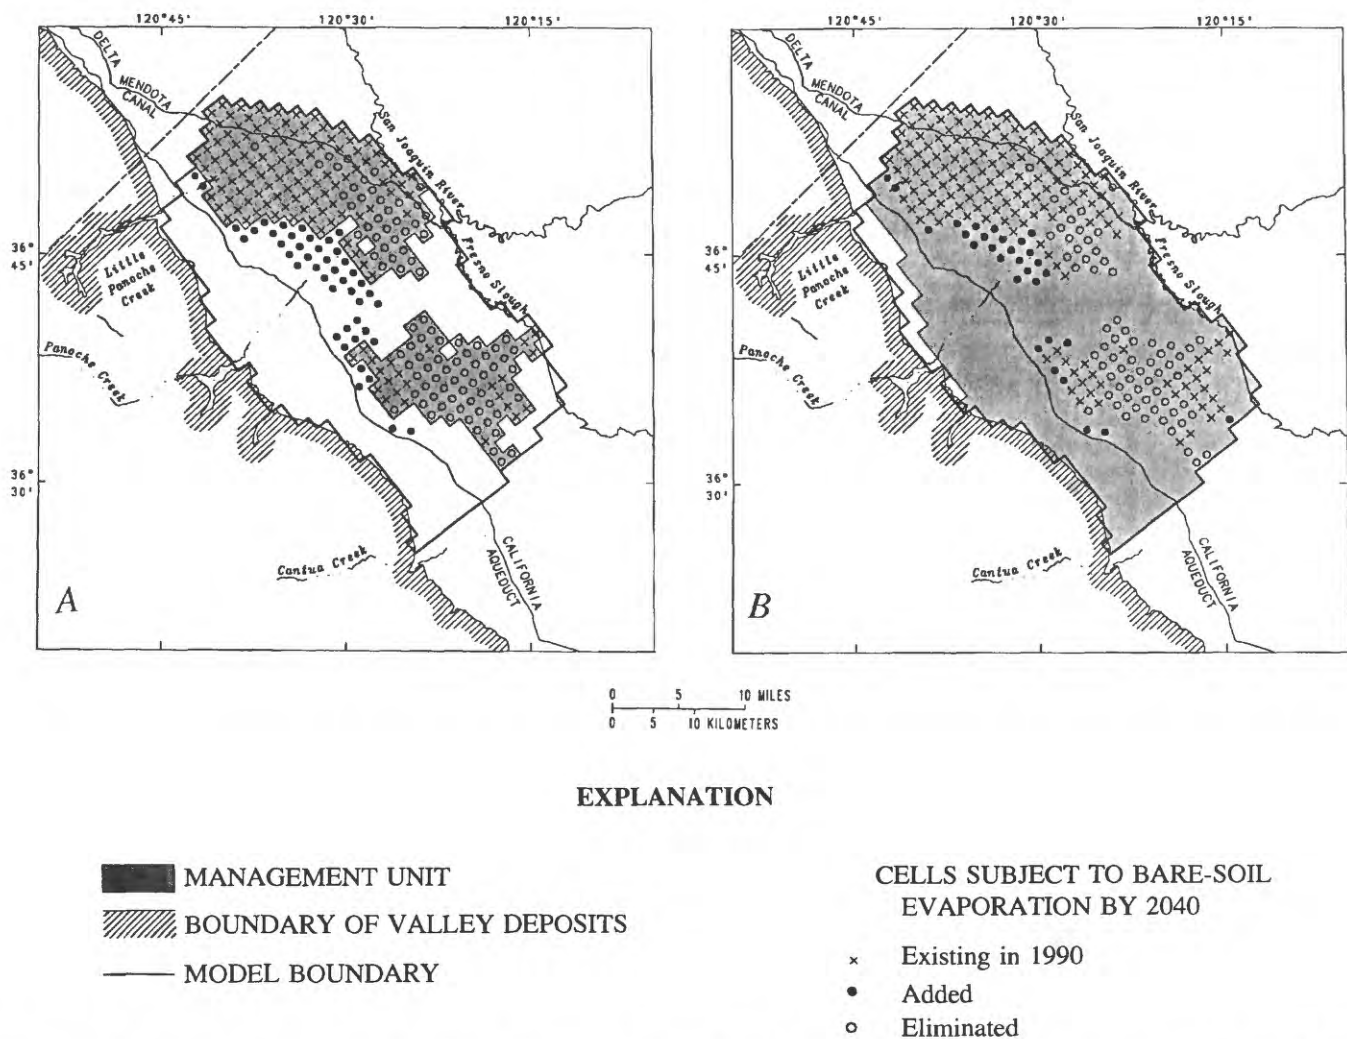 120°45' 120°30' 120°15' 120°45' 120°30' 120°15'
DELTA
MENDOTA
CANAL
San Joaquin River
Fresno Slough
36°
45'
Little
Panoche
Creek
Panoche Creek
36°
30'
Cantua Creek
CALIFORNIA
AQUEDUCT
A
DELTA
MENDOTA
CANAL
San Joaquin River
Fresno Slough
36°
45'
Little
Panoche
Creek
Panoche Creek
36°
30'
Cantua Creek
CALIFORNIA
AQUEDUCT
B
0 5 10 MILES
0 5 10 KILOMETERS
EXPLANATION
MANAGEMENT UNIT
BOUNDARY OF VALLEY DEPOSITS
MODEL BOUNDARY
CELLS SUBJECT TO BARE-SOIL
EVAPORATION BY 2040
Existing in 1990
Added
Eliminated